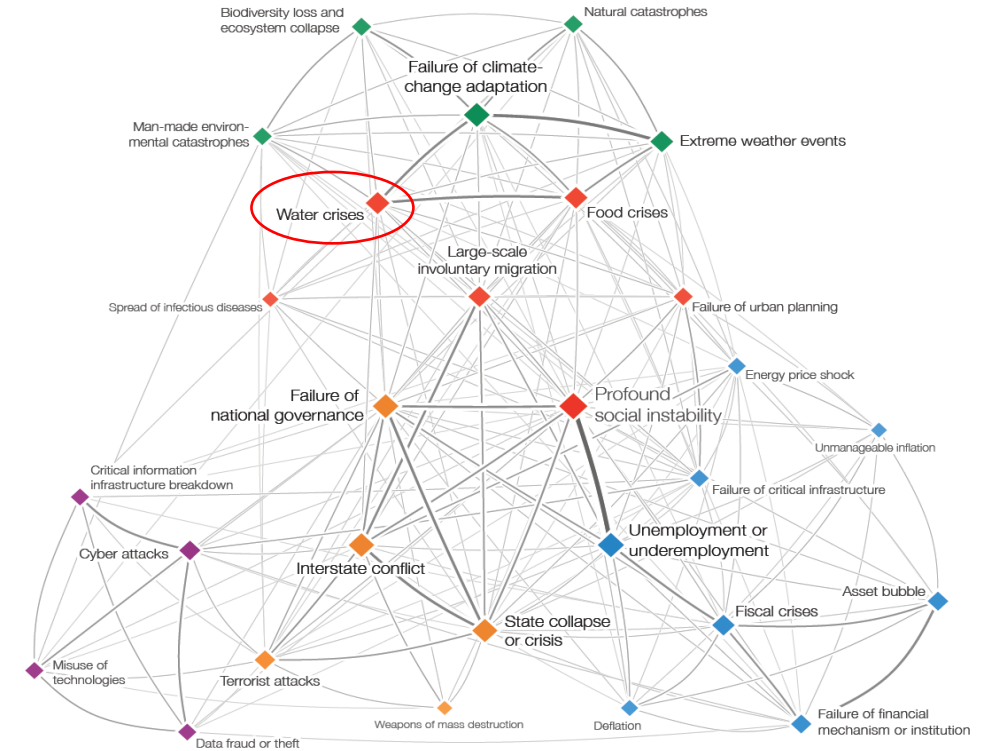 Biodiversity loss and
ecosystem collapse
Natural catastrophes
Failure of climate-
change adaptation
Man-made environ-
mental catastrophes
Extreme weather events
Water crises
Food crises
Large-scale
involuntary migration
Spread of infectious diseases
Failure of urban planning
Energy price shock
Failure of
national governance
Profound
social instability
Unmanageable inflation
Critical information
infrastructure breakdown
Failure of critical infrastructure
Cyber attacks
Unemployment or
underemployment
Interstate conflict
Asset bubble
State collapse
or crisis
Fiscal crises
Misuse of
technologies
Terrorist attacks
Weapons of mass destruction
Deflation
Failure of financial
mechanism or institution
Data fraud or theft